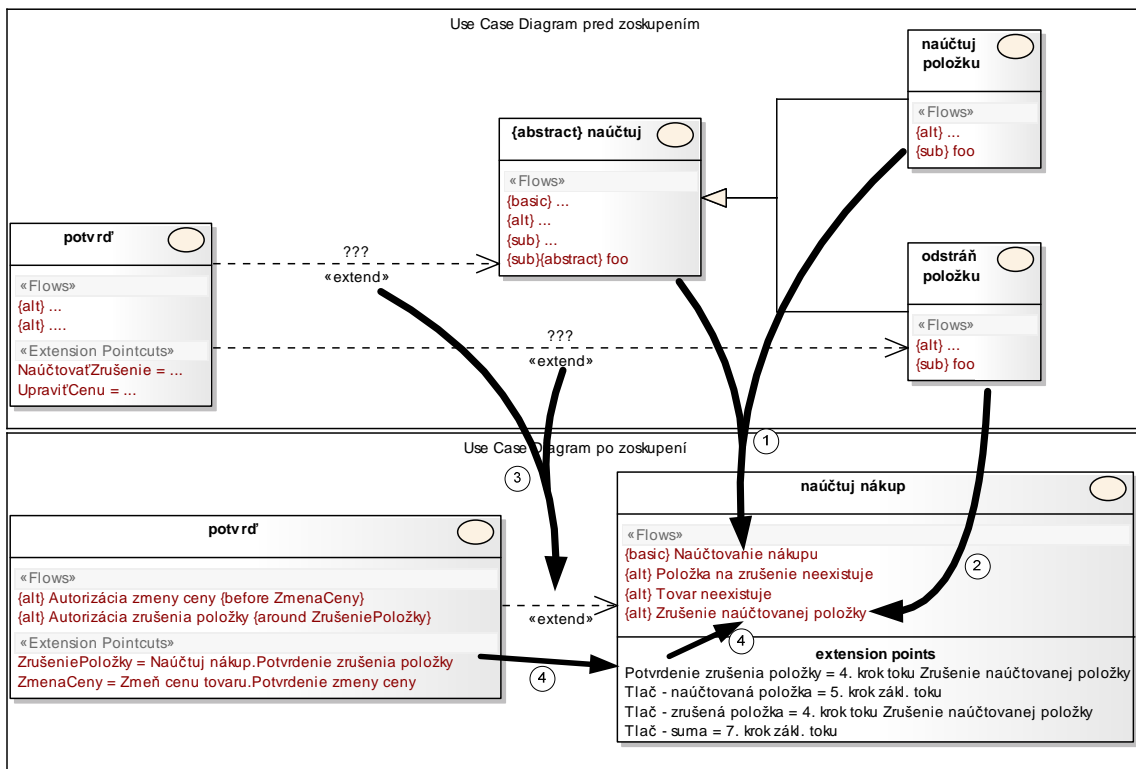 Use Case Diagram pred zoskupením
naúčtuj
položku
«Flows»
{alt} ...
{sub} foo
{abstract} naúčtuj
«Flows»
{basic} ...
{alt} ...
{sub} ...
{sub}{abstract} foo
potvrď
«Flows»
{alt} ...
{alt} ....
«Extension Pointcuts»
NaúčtovaťZrušenie = ...
UpraviťCenu = ...
???
«extend»
???
«extend»
odstráň
položku
«Flows»
{alt} ...
{sub} foo
1
Use Case Diagram po zoskupení
3
2
naúčtuj nákup
«Flows»
{basic} Naúčtovanie nákupu
{alt} Položka na zrušenie neexistuje
{alt} Tovar neexistuje
{alt} Zrušenie naúčtovanej položky
extension points
Potvrdenie zrušenia položky = 4. krok toku Zrušenie naúčtovanej položky
Tlač - naúčtovaná položka = 5. krok zákl. toku
Tlač - zrušená položka = 4. krok toku Zrušenie naúčtovanej položky
Tlač - suma = 7. krok zákl. toku
potvrď
«Flows»
{alt} Autorizácia zmeny ceny {before ZmenaCeny}
{alt} Autorizácia zrušenia položky {around ZrušeniePoložky}
«Extension Pointcuts»
ZrušeniePoložky = Naúčtuj nákup.Potvrdenie zrušenia položky
ZmenaCeny = Zmeň cenu tovaru.Potvrdenie zmeny ceny
«extend»
4
4